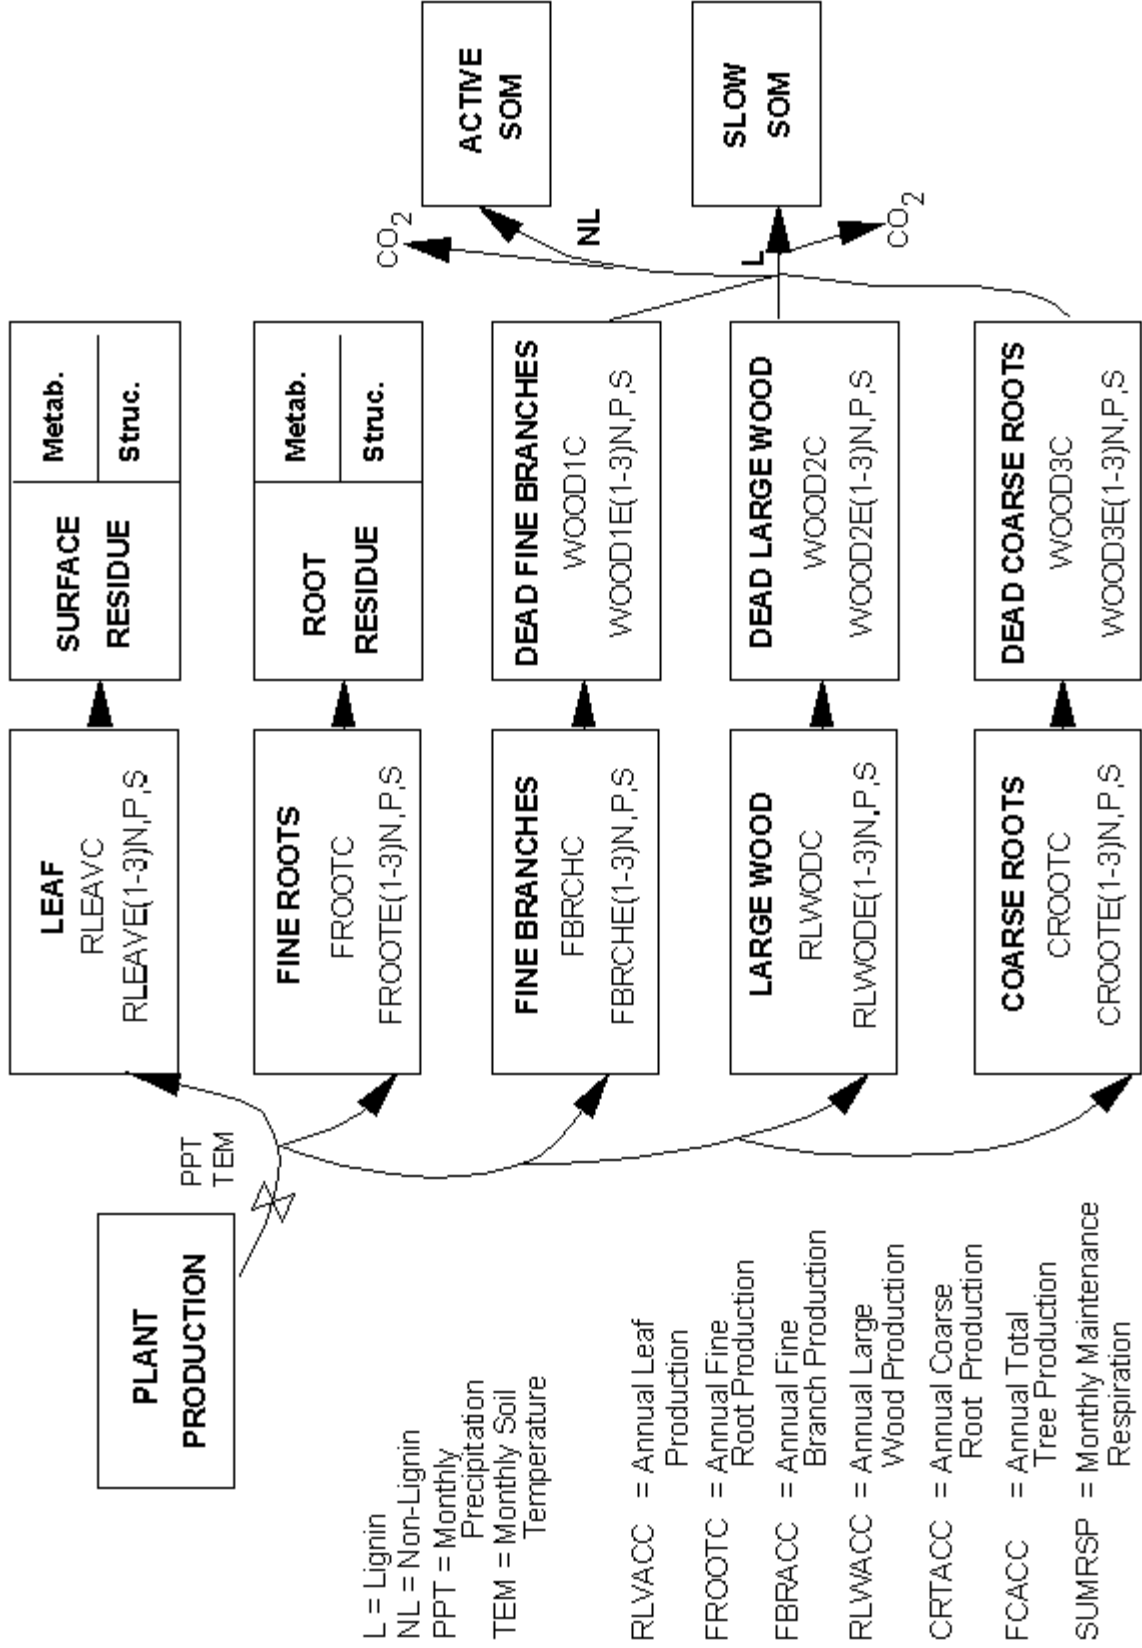 PLANT
PRODUCTION
PPT
TEM
LEAF
RLEAVC
RLEAVE(1-3)N,P,S
SURFACE
RESIDUE
Metab.
Struc.
FINE ROOTS
FROOTC
FROOTE(1-3)N,P,S
ROOT
RESIDUE
Metab.
Struc.
FINE BRANCHES
FBRCHC
FBRCHE(1-3)N,P,S
DEAD FINE BRANCHES
WOOD1C
WOOD1E(1-3)N,P,S
LARGE WOOD
RLWODC
RLWODE(1-3)N,P,S
DEAD LARGE WOOD
WOOD2C
WOOD2E(1-3)N,P,S
COARSE ROOTS
CROOTC
CROOTE(1-3)N,P,S
DEAD COARSE ROOTS
WOOD3C
WOOD3E(1-3)N,P,S
CO2
NL
ACTIVE
SOM
L
SLOW
SOM
CO2
L = Lignin
NL = Non-Lignin
PPT = Monthly
Precipitation
TEM = Monthly Soil
Temperature
RLVACC = Annual Leaf
Production
FROOTC = Annual Fine
Root Production
FBRACC = Annual Fine
Branch Production
RLWACC = Annual Large
Wood Production
CRTACC = Annual Coarse
Root Production
FCACC = Annual Total
Tree Production
SUMRSP = Monthly Maintenance
Respiration